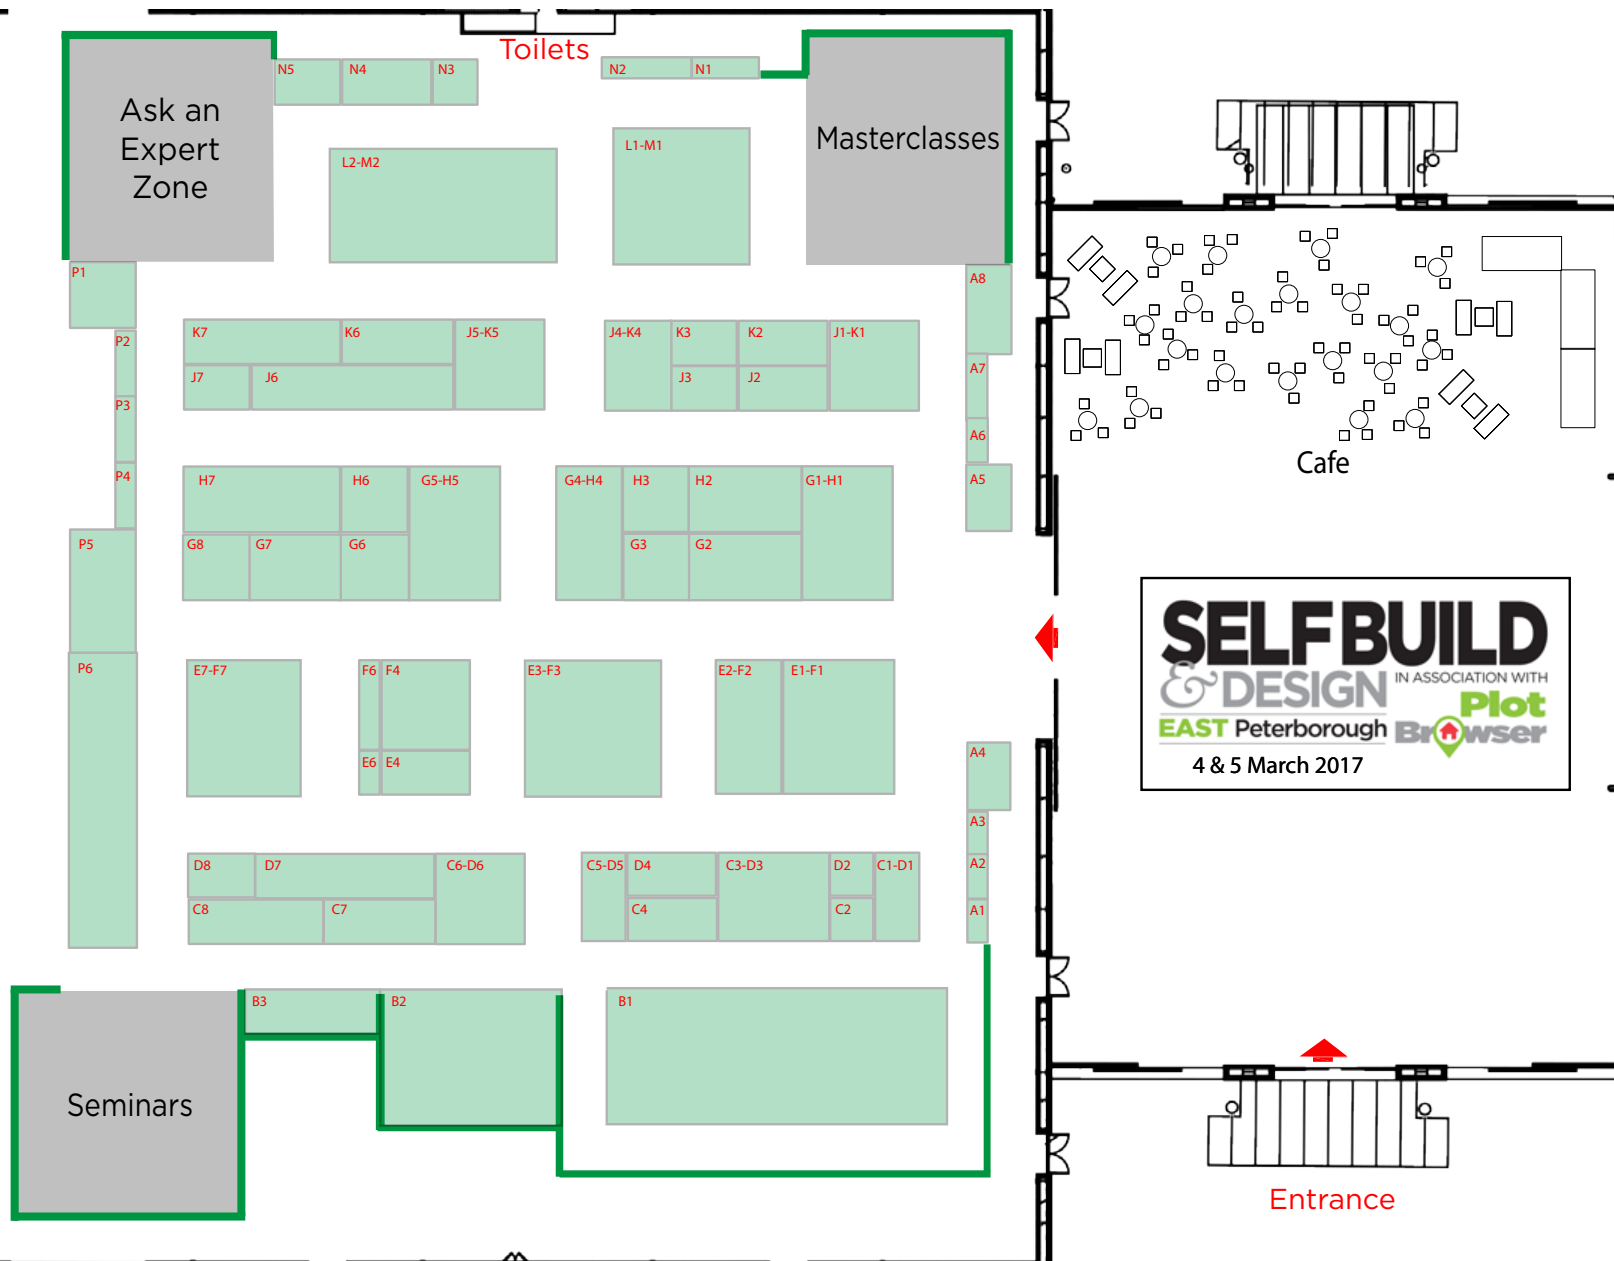 Toilets
N5
N4
N3
N2
N1
Ask an
Expert
Zone
Masterclasses
L2-M2
L1-M1
P1
A8
P2
K7
K6
J5-K5
J4-K4
K3
K2
J1-K1
J7
J6
J3
J2
A7
P3
A6
P4
H7
H6
G5-H5
G4-H4
H3
H2
G1-H1
A5
Cafe
P5
G8
G7
G6
G3
G2
P6
E7-F7
F6
F4
E3-F3
E2-F2
E1-F1
E6
E4
SELFBUILD
& DESIGN
IN ASSOCIATION WITH
Plot
EAST Peterborough
Browser
4 & 5 March 2017
A4
A3
D8
D7
C6-D6
C5-D5
D4
C3-D3
D2
C1-D1
A2
C8
C7
C4
C2
A1
B3
B2
B1
Seminars
Entrance